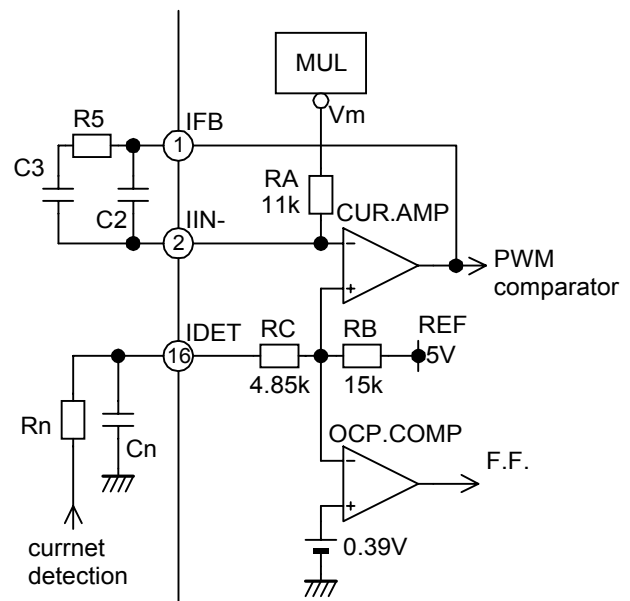 MUL
Vm
R5
IFB
1
C3
C2
RA
11k
CUR.AMP
IIN-
2
−
+
PWM
comparator
IDET
16
RC
4.85k
RB
15k
REF
5V
Rn
Cn
OCP.COMP
−
+
F.F.
0.39V
currnet
detection